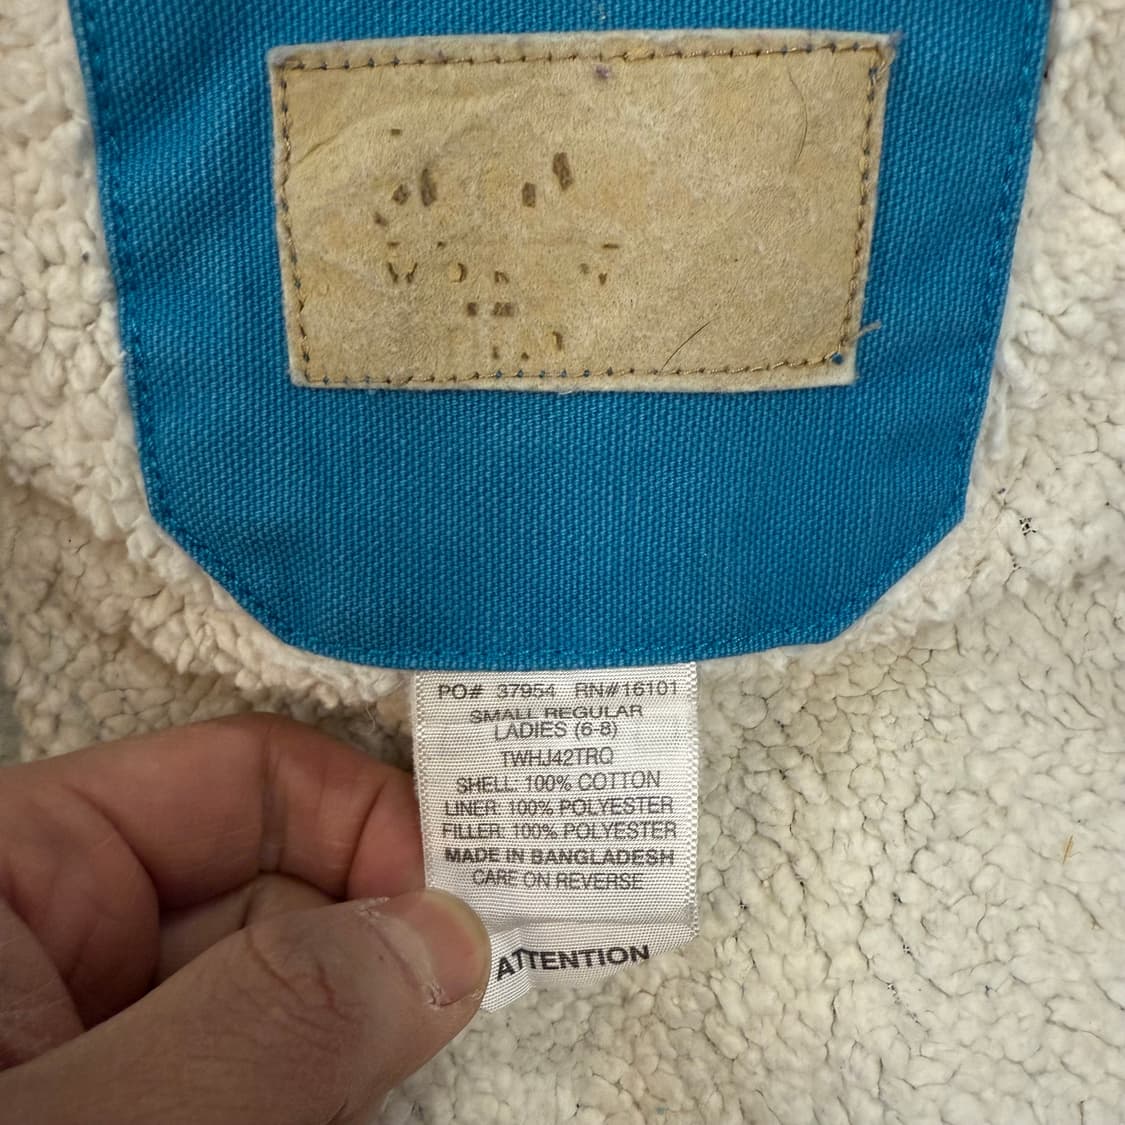 PO# 37954 RN#16101
SMALL REGULAR
LADIES (6-8)
TWHJ42TRQ
SHELL: 100% COTTON
LINER: 100% POLYESTER
FILLER: 100% POLYESTER
MADE IN BANGLADESH
CARE ON REVERSE
ATTENTION